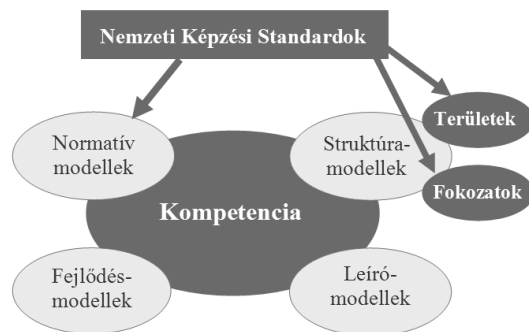 Nemzeti Képzési Standardok
Normatív
modellek
Struktúra-
modellek
Területek
Fokozatok
Kompetencia
Fejlődés-
modellek
Leíró-
modellek